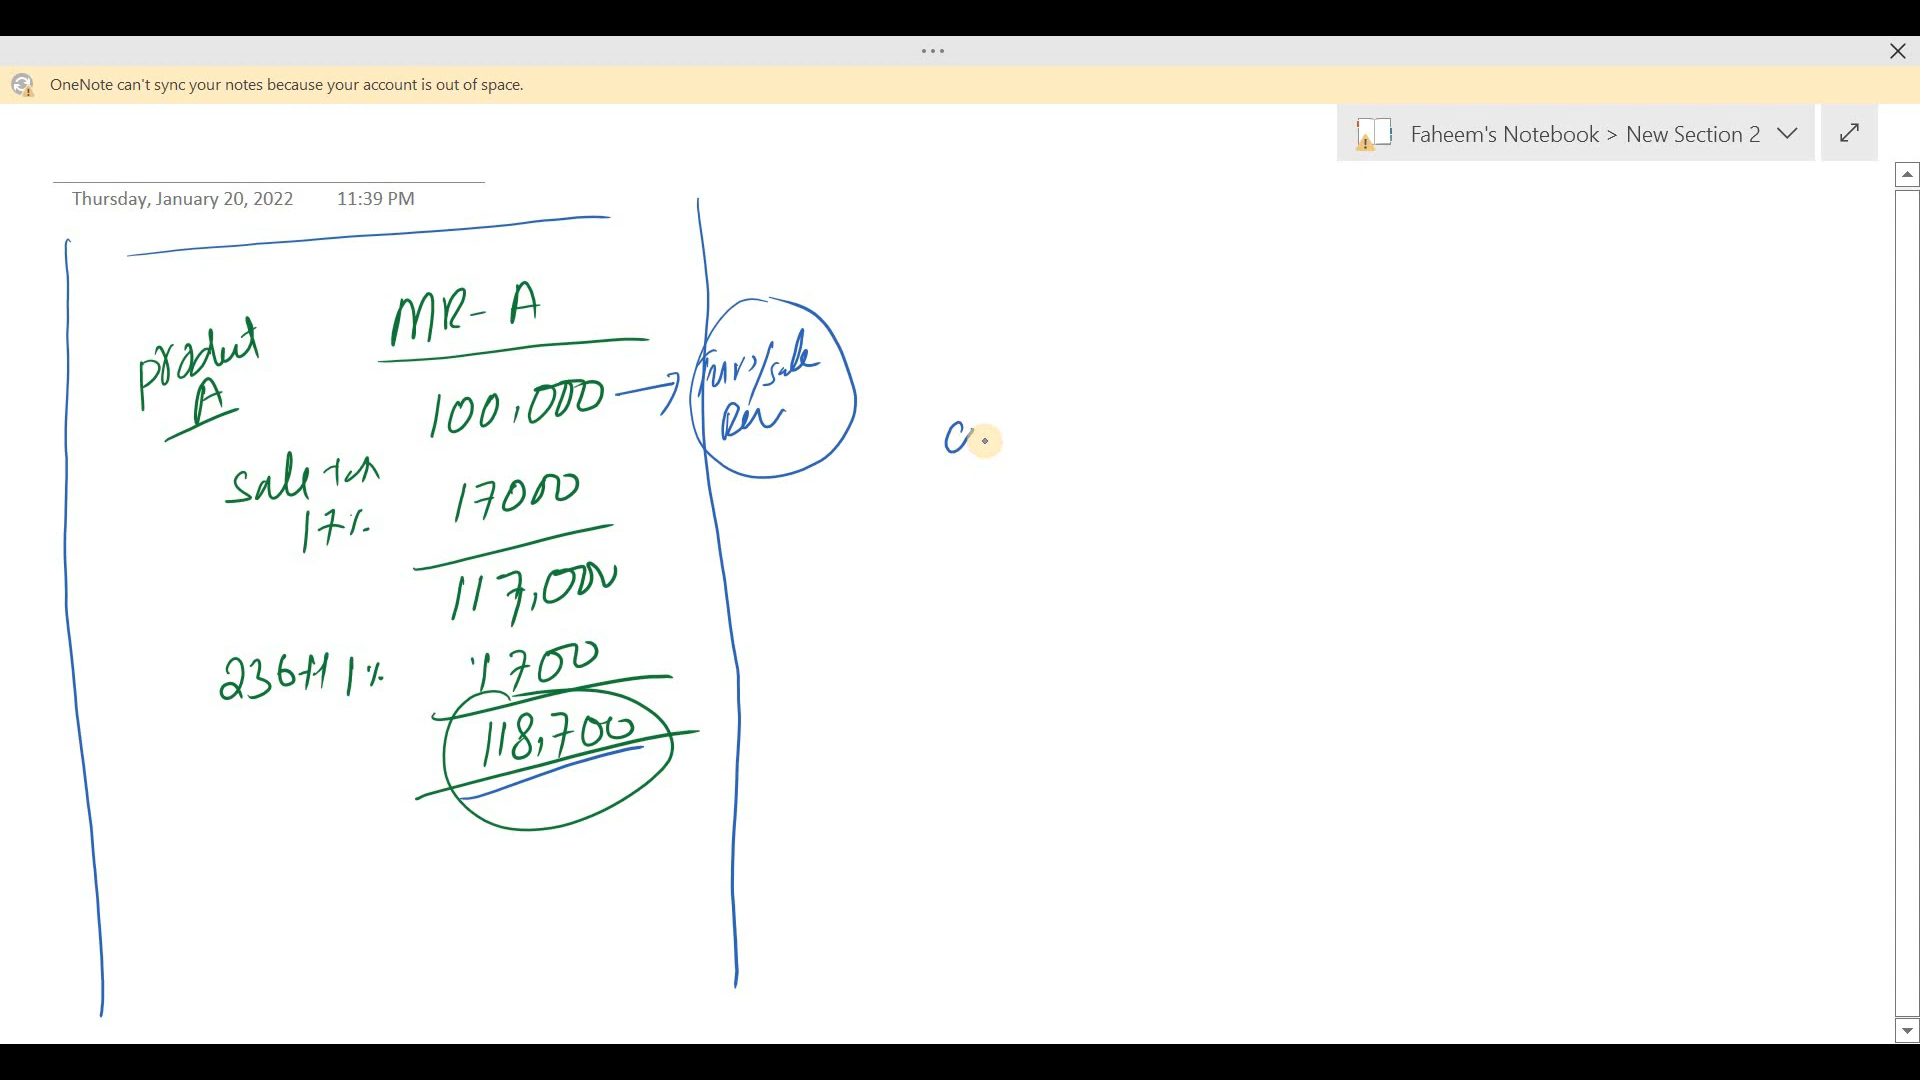 OneNote can't sync your notes because your account is out of space.
Faheem's Notebook > New Section 2
Thursday, January 20, 2022 11:39 PM
MR-A
Product
A
100,000
/sale
Rev
Sale tax
17%
17000
117,000
236H 1%
1700
118,700